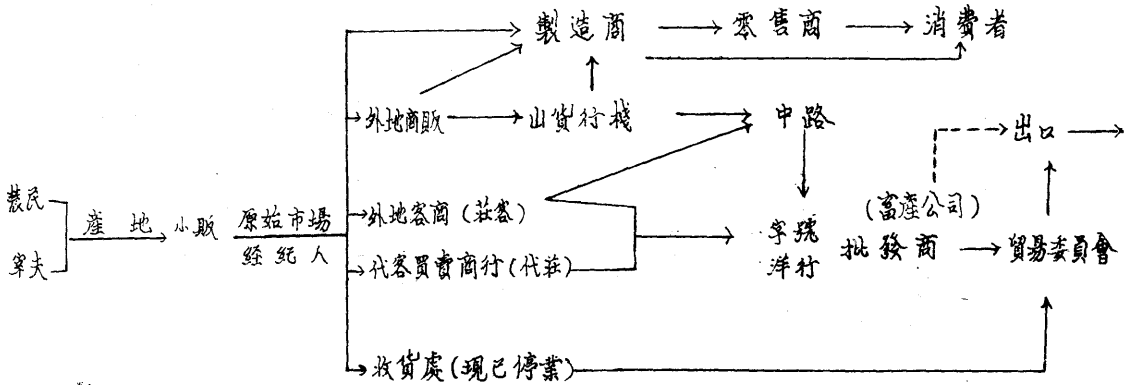 製造商 零售商 消費者
外地商販 山貨行棧 中路 出口
農民 (畜產公司)
產地 小販 原始市場 外地客商(莊客) 字號 批發商 貿易委員會
經紀人 洋行
宰夫 代客買賣商行(代莊)
收貨處(現已停業)